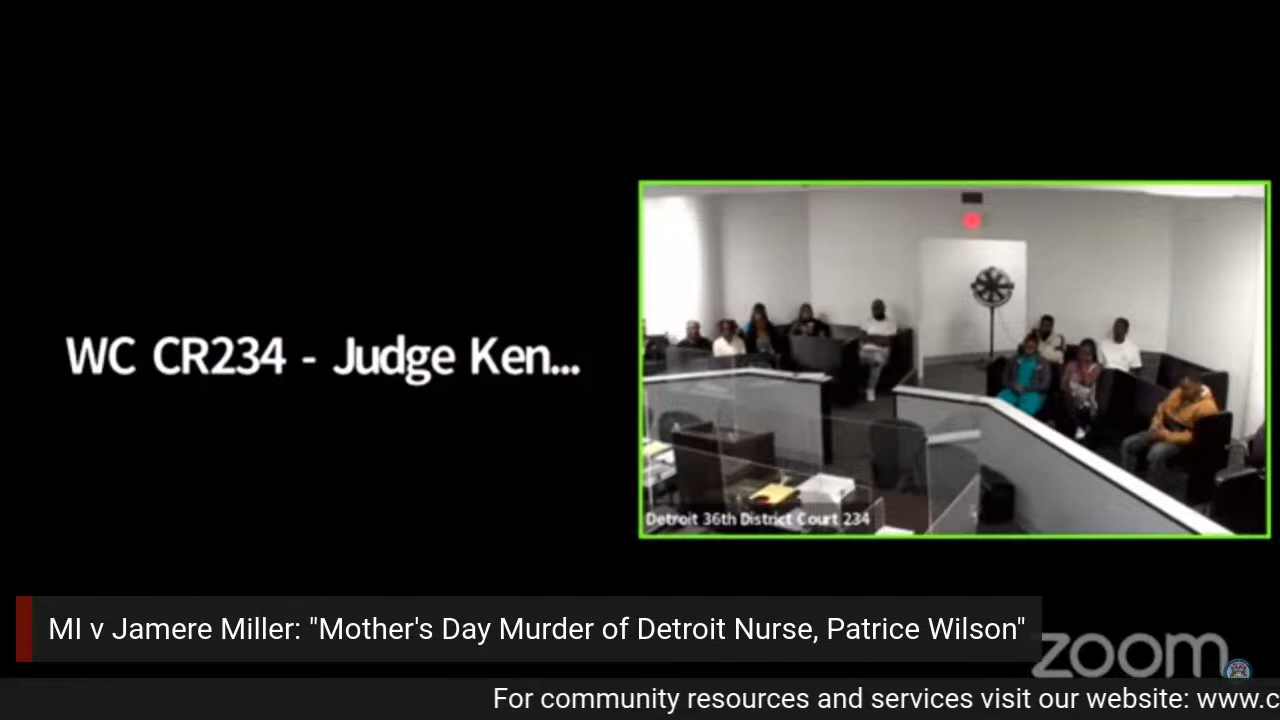 WC CR234 - Judge Ken...
Detroit 36th District Court 234
MI v Jamere Miller: "Mother's Day Murder of Detroit Nurse, Patrice Wilson"
zoom
For community resources and services visit our website: www.c